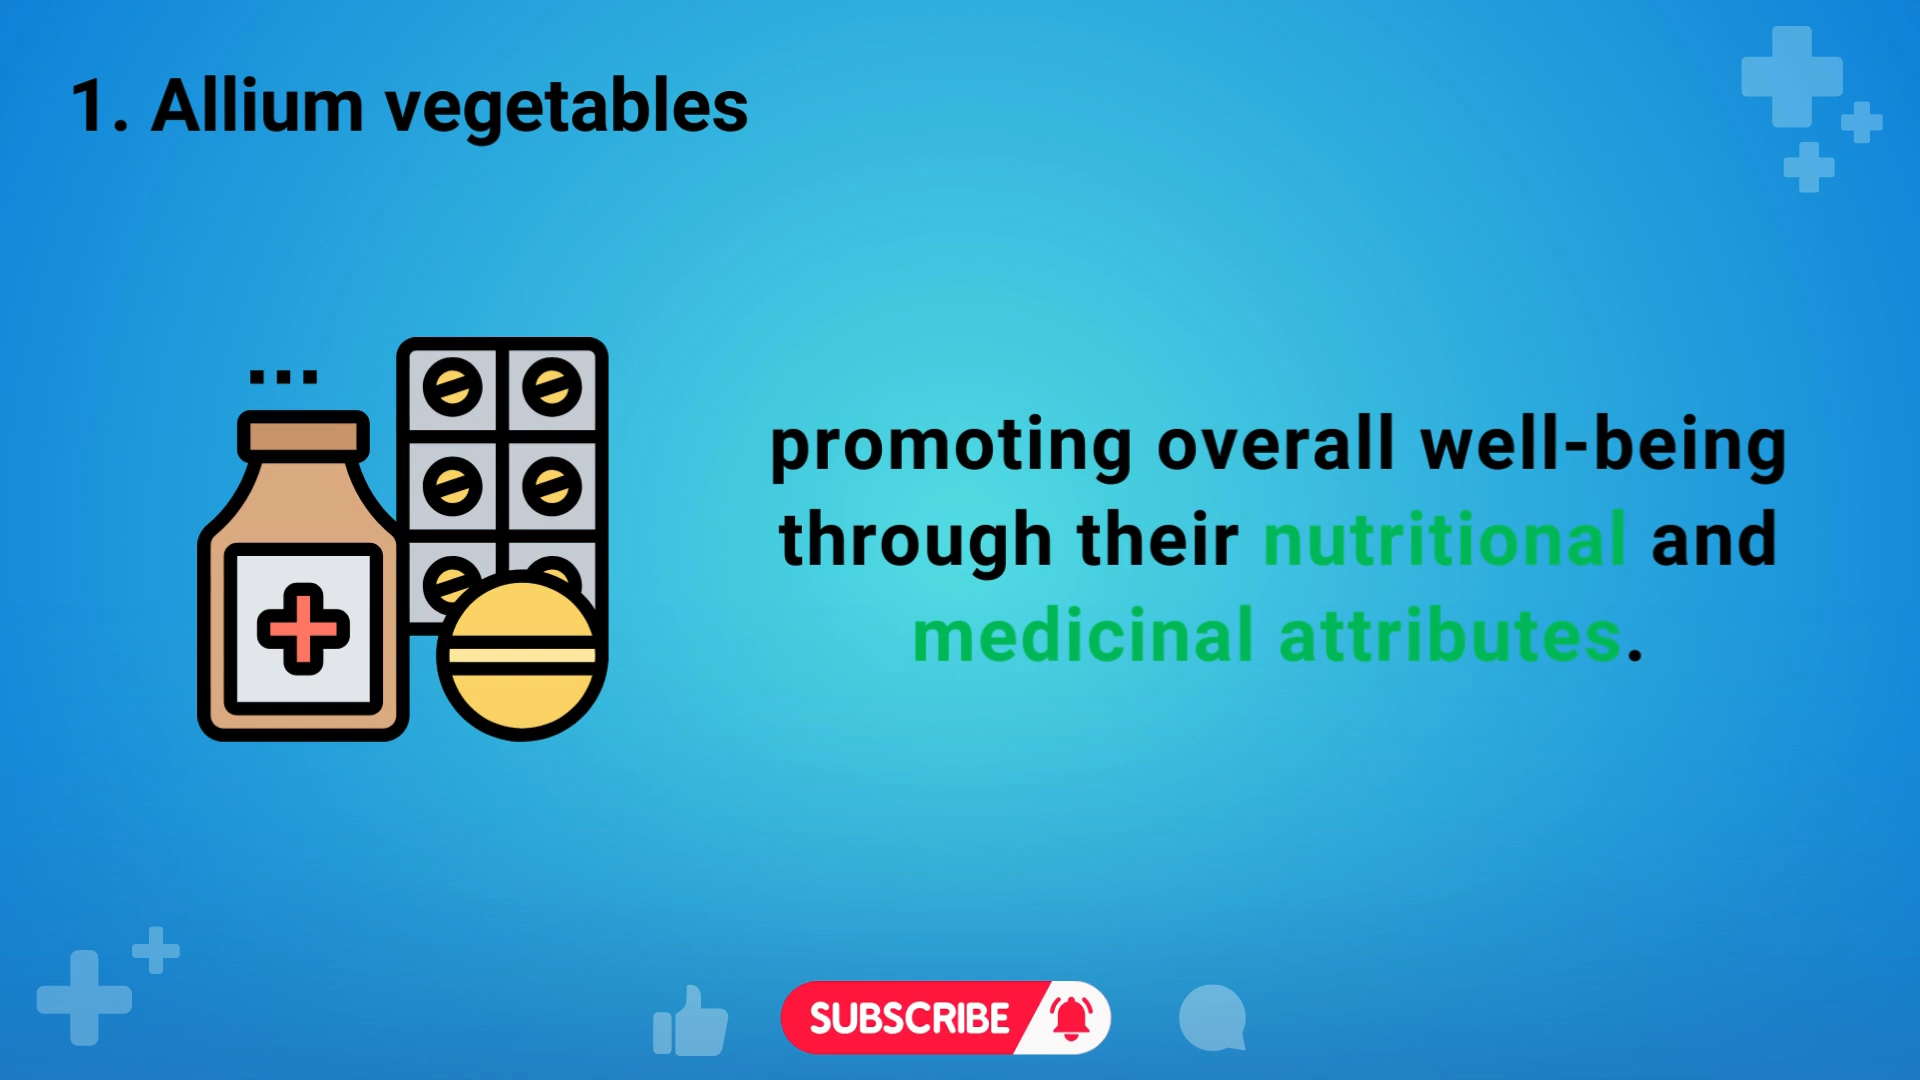 1. Allium vegetables
...
promoting overall well-being
through their nutritional and
medicinal attributes.
SUBSCRIBE